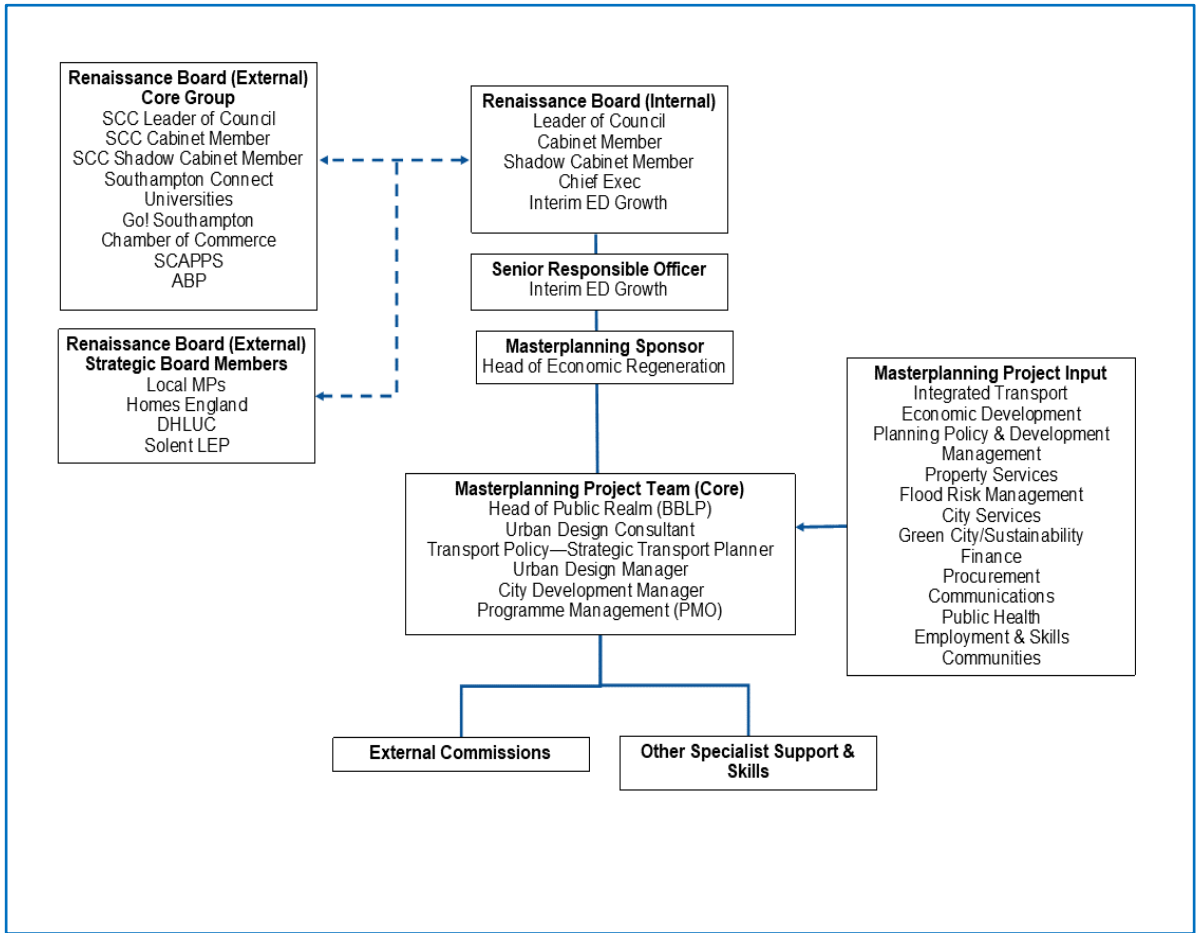 Renaissance Board (External)
Core Group
SCC Leader of Council
SCC Cabinet Member
SCC Shadow Cabinet Member
Southampton Connect
Universities
Go! Southampton
Chamber of Commerce
SCAPPS
ABP
Renaissance Board (Internal)
Leader of Council
Cabinet Member
Shadow Cabinet Member
Chief Exec
Interim ED Growth
Senior Responsible Officer
Interim ED Growth
Renaissance Board (External)
Strategic Board Members
Local MPs
Homes England
DHLUC
Solent LEP
Masterplanning Sponsor
Head of Economic Regeneration
Masterplanning Project Input
Integrated Transport
Economic Development
Planning Policy & Development
Management
Property Services
Flood Risk Management
City Services
Green City/Sustainability
Finance
Procurement
Communications
Public Health
Employment & Skills
Communities
Masterplanning Project Team (Core)
Head of Public Realm (BBLP)
Urban Design Consultant
Transport Policy—Strategic Transport Planner
Urban Design Manager
City Development Manager
Programme Management (PMO)
External Commissions
Other Specialist Support &
Skills